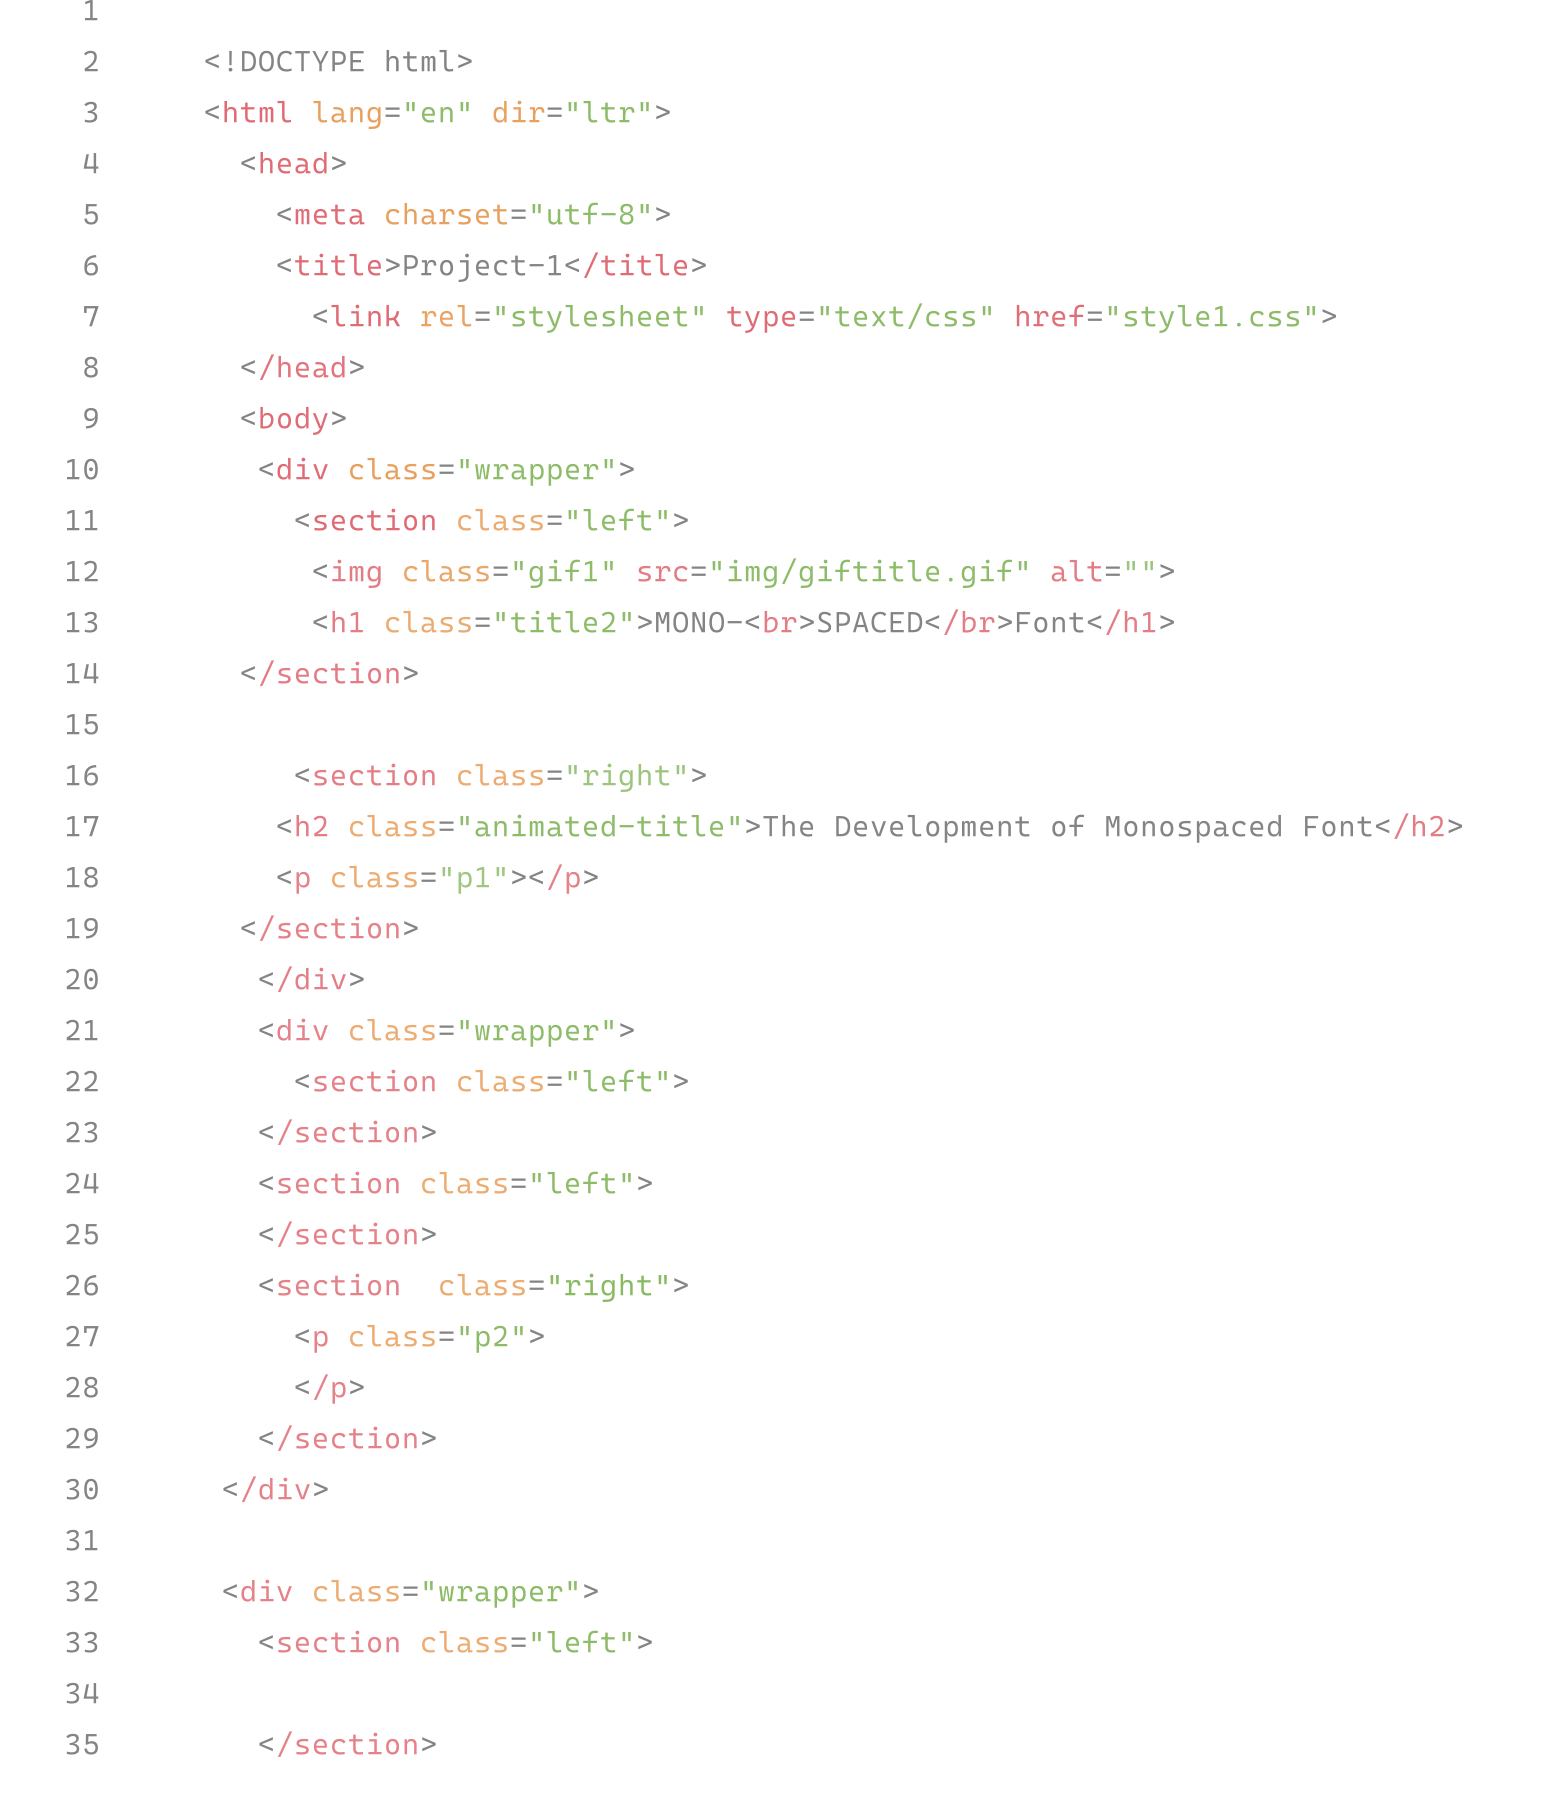 1
2 <!DOCTYPE html>
3 <html lang="en" dir="ltr">
4 <head>
5 <meta charset="utf-8">
6 <title>Project-1</title>
7 <link rel="stylesheet" type="text/css" href="style1.css">
8 </head>
9 <body>
10 <div class="wrapper">
11 <section class="left">
12 <img class="gif1" src="img/giftitle.gif" alt="">
13 <h1 class="title2">MONO-<br>SPACED</br>Font</h1>
14 </section>
15
16 <section class="right">
17 <h2 class="animated-title">The Development of Monospaced Font</h2>
18 <p class="p1"></p>
19 </section>
20 </div>
21 <div class="wrapper">
22 <section class="left">
23 </section>
24 <section class="left">
25 </section>
26 <section  class="right">
27 <p class="p2">
28 </p>
29 </section>
30 </div>
31
32 <div class="wrapper">
33 <section class="left">
34
35 </section>